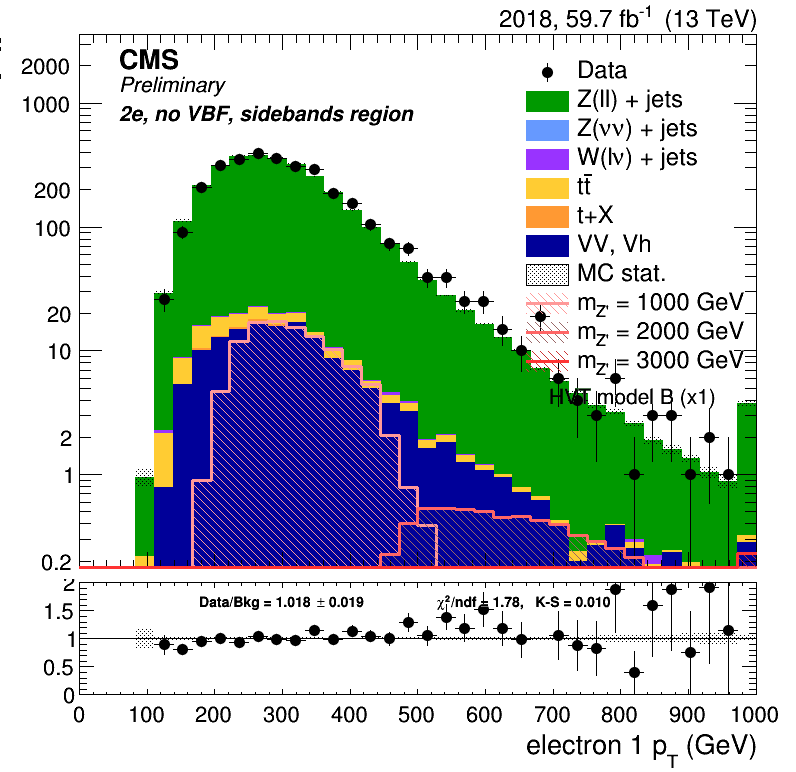 2018, 59.7 fb⁻¹ (13 TeV)
CMS
Preliminary
2e, no VBF, sidebands region
Data
Z(ll) + jets
Z(νν) + jets
W(lν) + jets
tt̄
t+X
VV, Vh
MC stat.
m_Z' = 1000 GeV
m_Z' = 2000 GeV
m_Z' = 3000 GeV
HVT model B (x1)
2000
1000
200
100
20
10
2
1
0.2
Data/Bkg = 1.018 ± 0.019
χ²/ndf = 1.78, K-S = 0.010
2
1.5
1
0.5
0
0 100 200 300 400 500 600 700 800 900 1000
electron 1 p_T (GeV)